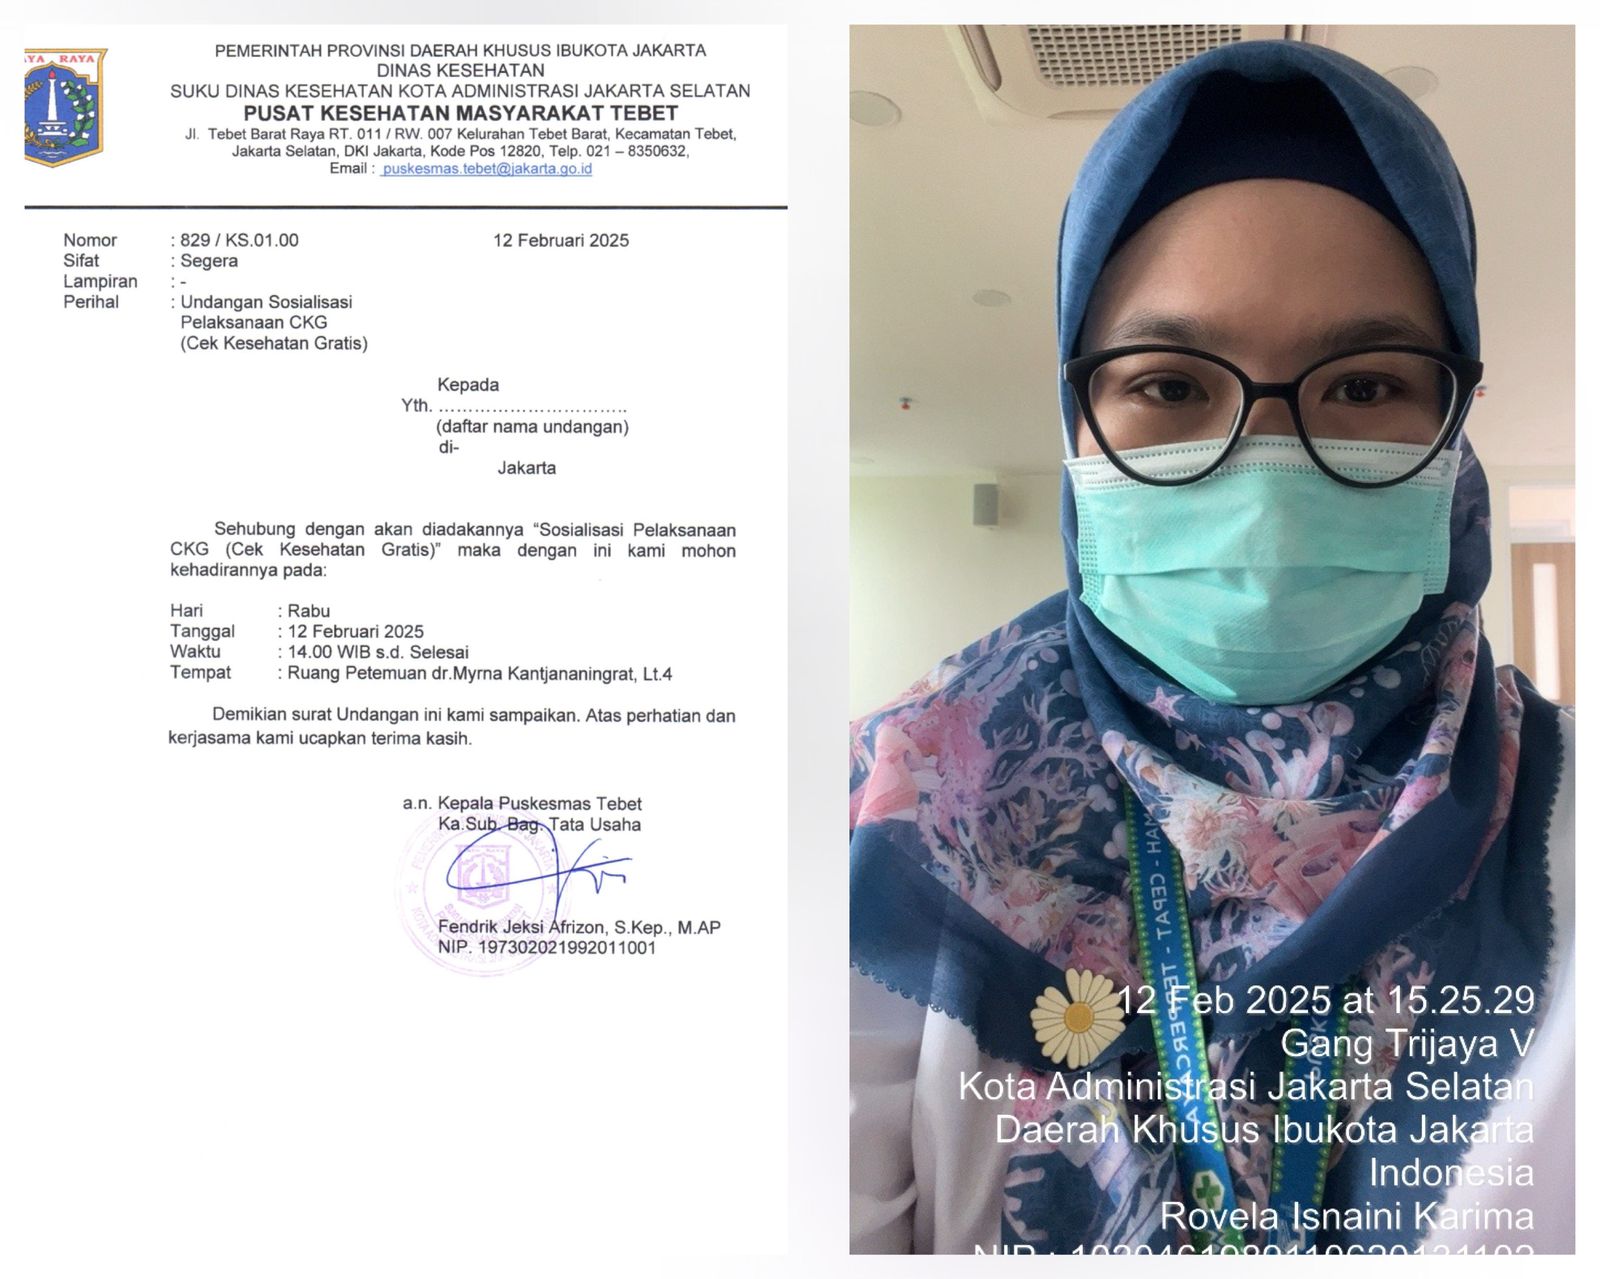 YA RAYA
PEMERINTAH PROVINSI DAERAH KHUSUS IBUKOTA JAKARTA
DINAS KESEHATAN
SUKU DINAS KESEHATAN KOTA ADMINISTRASI JAKARTA SELATAN
PUSAT KESEHATAN MASYARAKAT TEBET
Jl. Tebet Barat Raya RT. 011 / RW. 007 Kelurahan Tebet Barat, Kecamatan Tebet,
Jakarta Selatan, DKI Jakarta, Kode Pos 12820, Telp. 021 – 8350632,
Email : puskesmas.tebet@jakarta.go.id
Nomor : 829 / KS.01.00 12 Februari 2025
Sifat : Segera
Lampiran : -
Perihal : Undangan Sosialisasi
Pelaksanaan CKG
(Cek Kesehatan Gratis)
Kepada
Yth. …………………………..
(daftar nama undangan)
di-
Jakarta
Sehubung dengan akan diadakannya “Sosialisasi Pelaksanaan
CKG (Cek Kesehatan Gratis)” maka dengan ini kami mohon
kehadirannya pada:
Hari : Rabu
Tanggal : 12 Februari 2025
Waktu : 14.00 WIB s.d. Selesai
Tempat : Ruang Petemuan dr.Myrna Kantjananingrat, Lt.4
Demikian surat Undangan ini kami sampaikan. Atas perhatian dan
kerjasama kami ucapkan terima kasih.
a.n. Kepala Puskesmas Tebet
Ka.Sub. Bag. Tata Usaha
Fendrik Jeksi Afrizon, S.Kep., M.AP
NIP. 197302021992011001
CEPAT - TERPERCAYA
12 Feb 2025 at 15.25.29
Gang Trijaya V
Kota Administrasi Jakarta Selatan
Daerah Khusus Ibukota Jakarta
Indonesia
Rovela Isnaini Karima